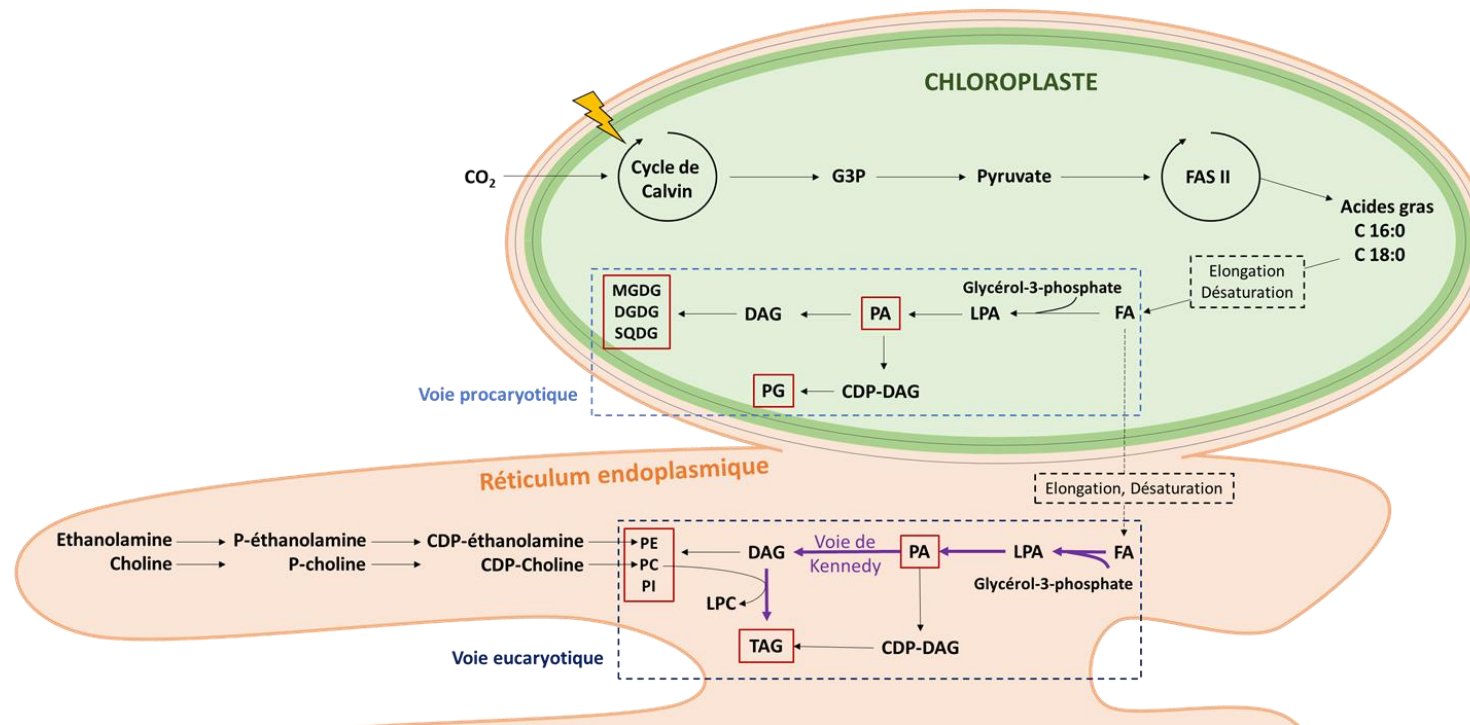 CHLOROPLASTE
CO₂
Cycle de
Calvin
G3P
Pyruvate
FAS II
Acides gras
C 16:0
C 18:0
Elongation
Désaturation
MGDG
DGDG
SQDG
DAG
PA
LPA
Glycérol-3-phosphate
FA
Voie procaryotique
PG
CDP-DAG
Réticulum endoplasmique
Elongation, Désaturation
Ethanolamine
P-éthanolamine
CDP-éthanolamine
Choline
P-choline
CDP-Choline
PE
PC
PI
DAG
Voie de
Kennedy
PA
LPA
FA
Glycérol-3-phosphate
LPC
TAG
CDP-DAG
Voie eucaryotique